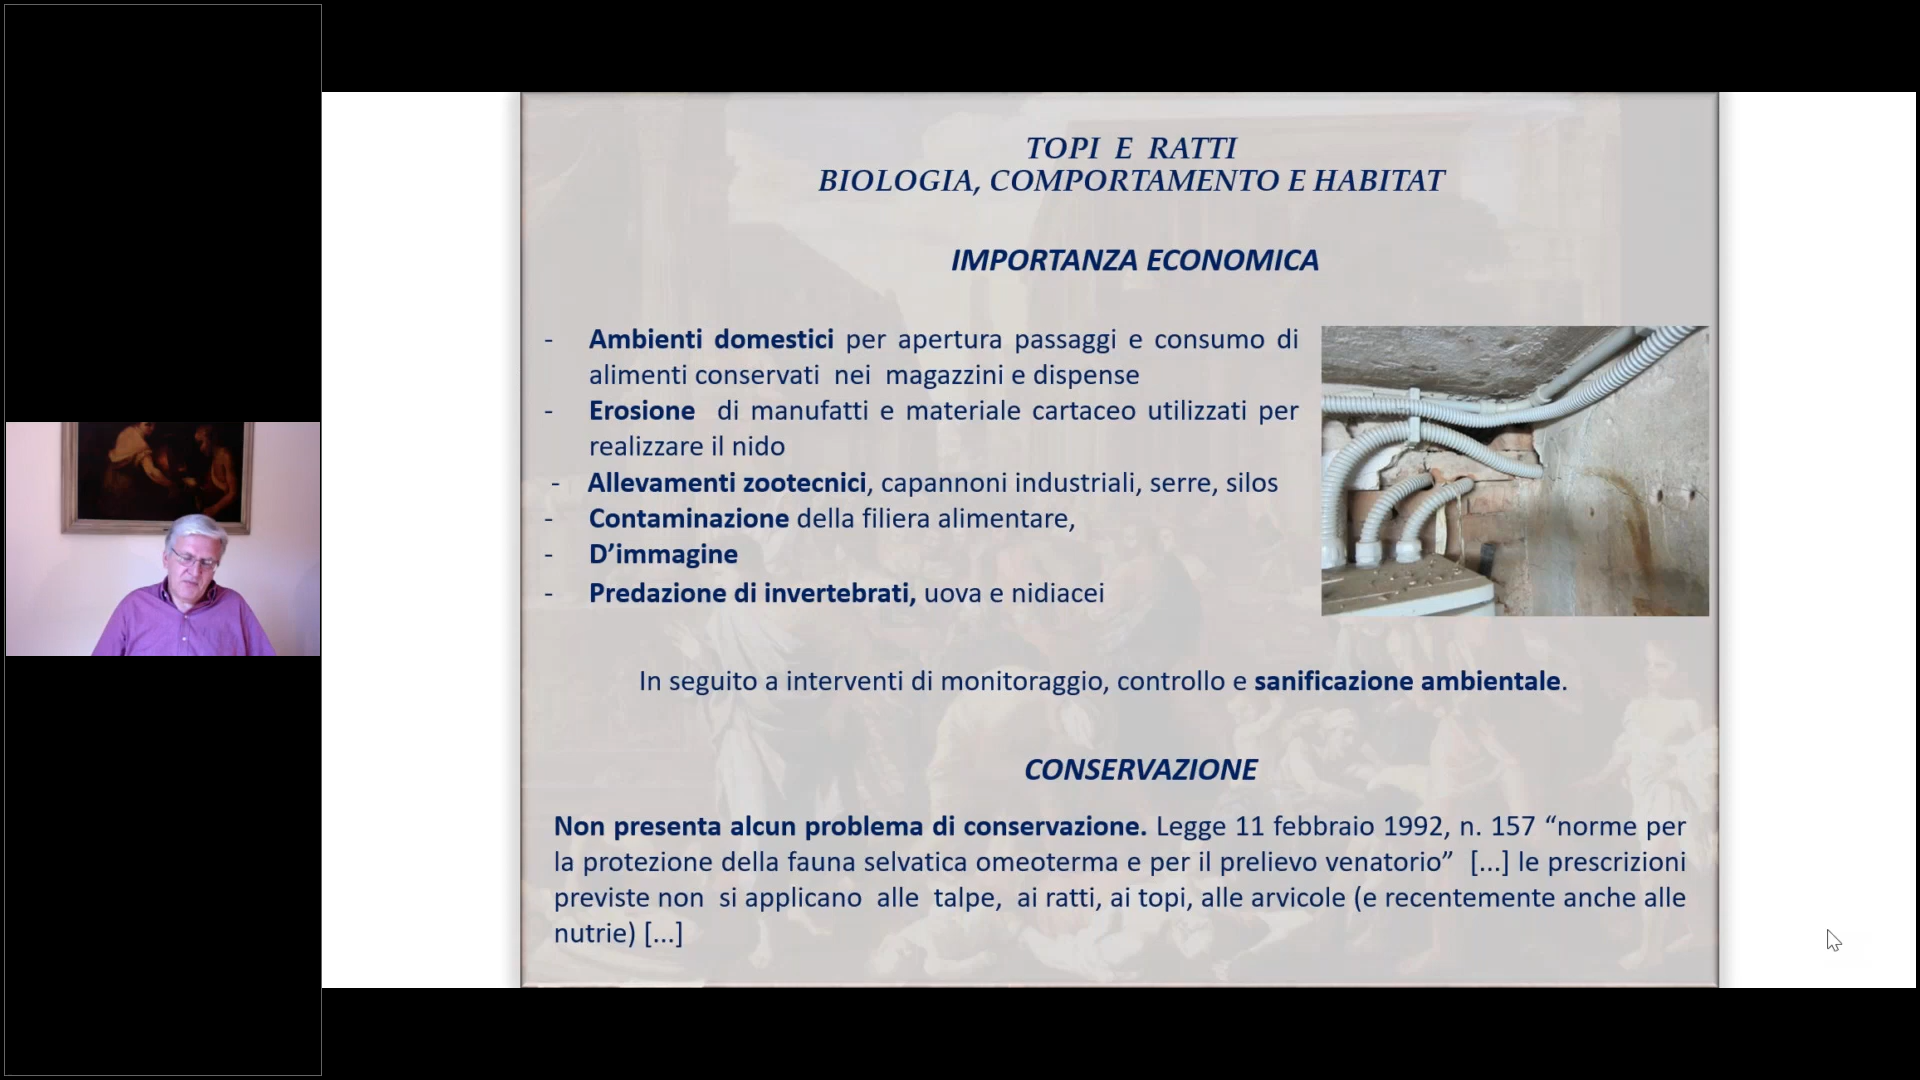 TOPI E RATTI
BIOLOGIA, COMPORTAMENTO E HABITAT
IMPORTANZA ECONOMICA
- Ambienti domestici per apertura passaggi e consumo di
alimenti conservati nei magazzini e dispense
- Erosione di manufatti e materiale cartaceo utilizzati per
realizzare il nido
- Allevamenti zootecnici, capannoni industriali, serre, silos
- Contaminazione della filiera alimentare,
- D’immagine
- Predazione di invertebrati, uova e nidiacei
In seguito a interventi di monitoraggio, controllo e sanificazione ambientale.
CONSERVAZIONE
Non presenta alcun problema di conservazione. Legge 11 febbraio 1992, n. 157 “norme per
la protezione della fauna selvatica omeoterma e per il prelievo venatorio” [...] le prescrizioni
previste non si applicano alle talpe, ai ratti, ai topi, alle arvicole (e recentemente anche alle
nutrie) [...]